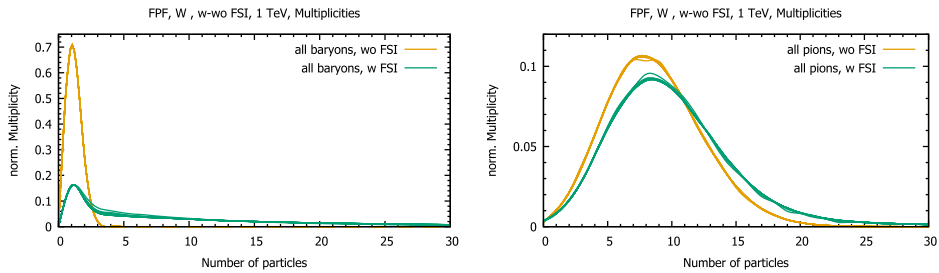 FPF, W , w-wo FSI, 1 TeV, Multiplicities
norm. Multiplicity
0.7
0.6
0.5
0.4
0.3
0.2
0.1
0
all baryons, wo FSI
all baryons, w FSI
0 5 10 15 20 25 30
Number of particles
FPF, W , w-wo FSI, 1 TeV, Multiplicities
norm. Multiplicity
0.1
0.05
0
all pions, wo FSI
all pions, w FSI
0 5 10 15 20 25 30
Number of particles